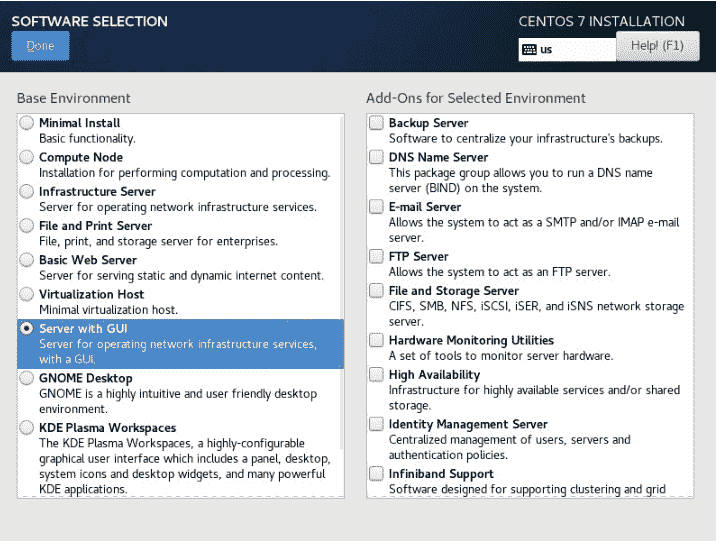 SOFTWARE SELECTION
CENTOS 7 INSTALLATION
Done
us
Help! (F1)
Base Environment
Minimal Install
Basic functionality.
Compute Node
Installation for performing computation and processing.
Infrastructure Server
Server for operating network infrastructure services.
File and Print Server
File, print, and storage server for enterprises.
Basic Web Server
Server for serving static and dynamic internet content.
Virtualization Host
Minimal virtualization host.
Server with GUI
Server for operating network infrastructure services,
with a GUI.
GNOME Desktop
GNOME is a highly intuitive and user friendly desktop
environment.
KDE Plasma Workspaces
The KDE Plasma Workspaces, a highly-configurable
graphical user interface which includes a panel, desktop,
system icons and desktop widgets, and many powerful
KDE applications.
Add-Ons for Selected Environment
Backup Server
Software to centralize your infrastructure's backups.
DNS Name Server
This package group allows you to run a DNS name
server (BIND) on the system.
E-mail Server
Allows the system to act as a SMTP and/or IMAP e-mail
server.
FTP Server
Allows the system to act as an FTP server.
File and Storage Server
CIFS, SMB, NFS, iSCSI, iSER, and iSNS network storage
server.
Hardware Monitoring Utilities
A set of tools to monitor server hardware.
High Availability
Infrastructure for highly available services and/or shared
storage.
Identity Management Server
Centralized management of users, servers and
authentication policies.
Infiniband Support
Software designed for supporting clustering and grid